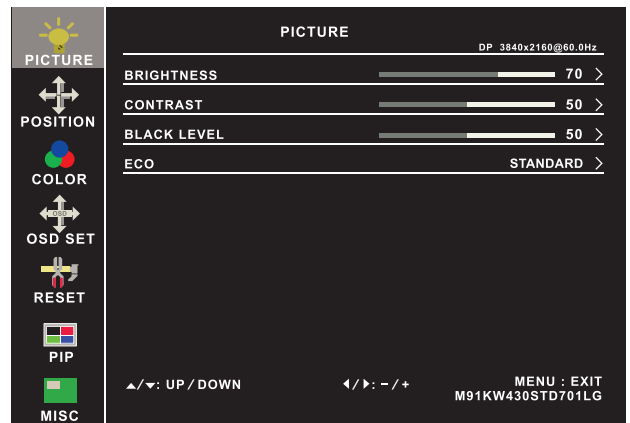 PICTURE
DP 3840x2160@60.0Hz
PICTURE
BRIGHTNESS 70 >
CONTRAST 50 >
BLACK LEVEL 50 >
ECO STANDARD >
POSITION
COLOR
OSD
OSD SET
RESET
PIP
MISC
▲/▼: UP / DOWN ◀/▶: – / + MENU : EXIT
M91KW430STD701LG